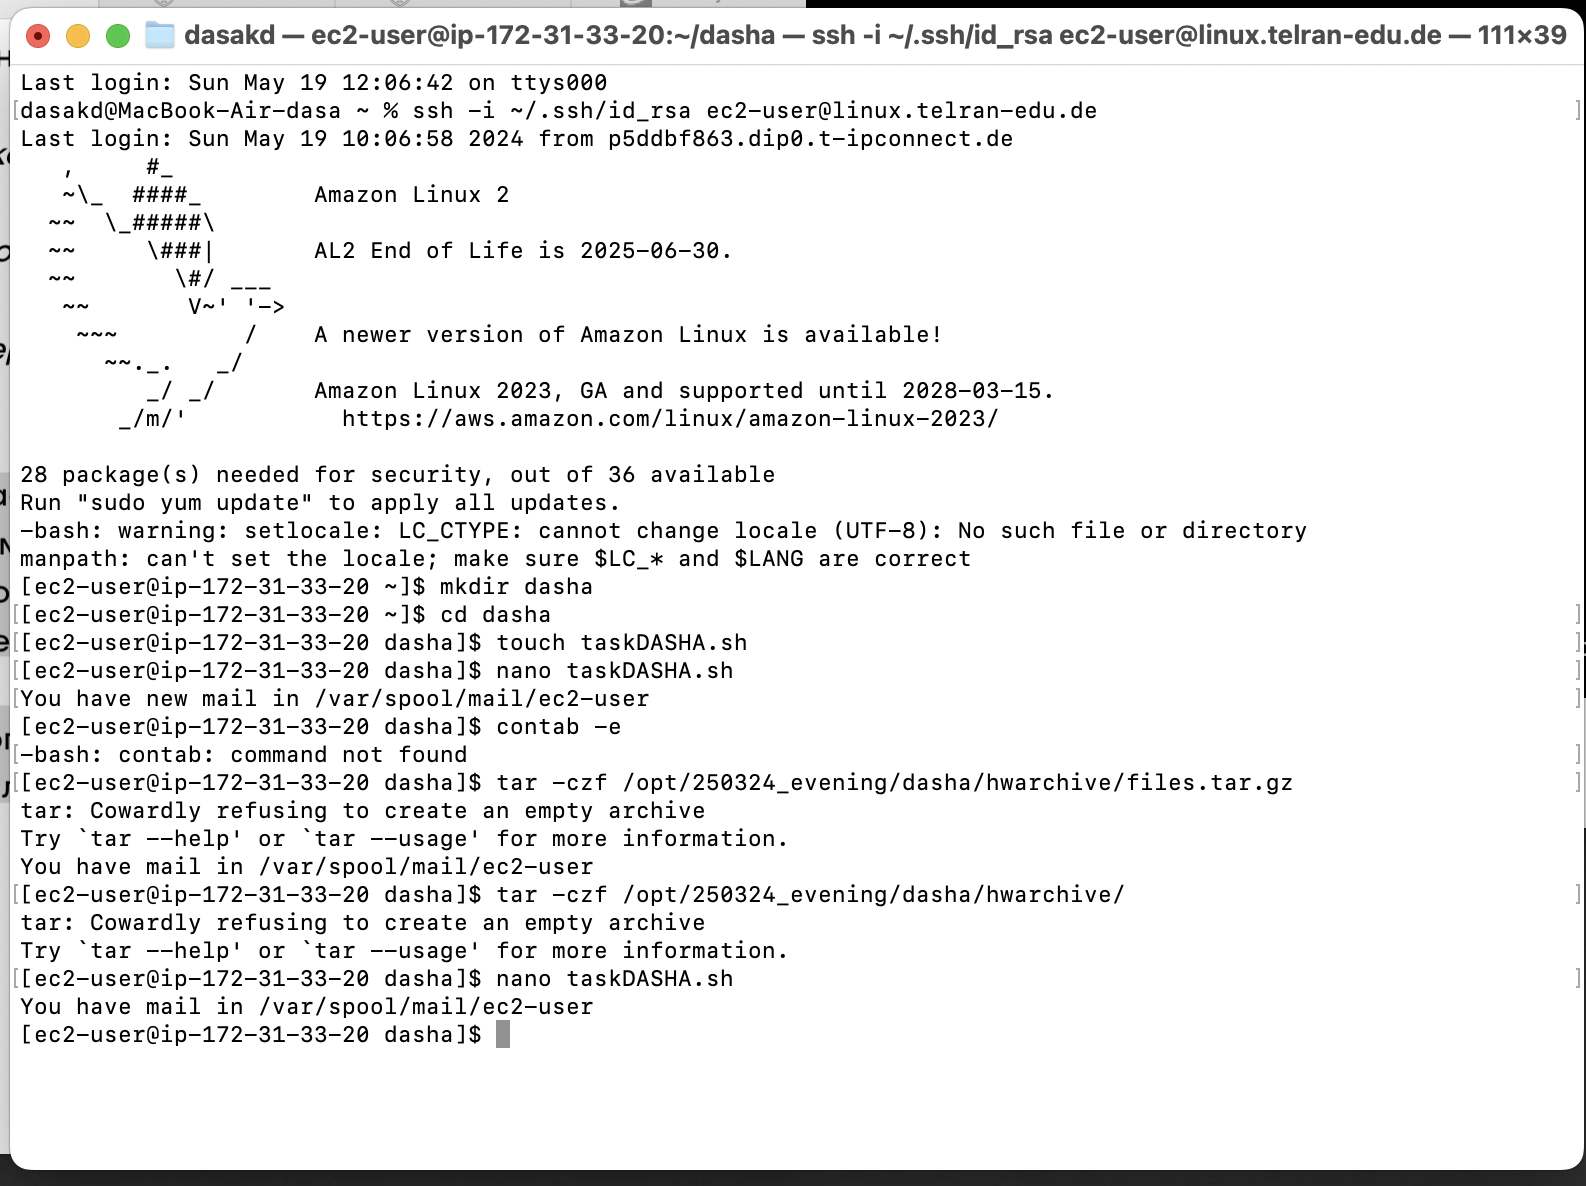 dasakd — ec2-user@ip-172-31-33-20:~/dasha — ssh -i ~/.ssh/id_rsa ec2-user@linux.telran-edu.de — 111×39
Last login: Sun May 19 12:06:42 on ttys000
[dasakd@MacBook-Air-dasa ~ % ssh -i ~/.ssh/id_rsa ec2-user@linux.telran-edu.de ]
Last login: Sun May 19 10:06:58 2024 from p5ddbf863.dip0.t-ipconnect.de
   ,     #_
   ~\_  ####_        Amazon Linux 2
  ~~  \_#####\
  ~~     \###|       AL2 End of Life is 2025-06-30.
  ~~       \#/ ___
   ~~       V~' '->
    ~~~         /    A newer version of Amazon Linux is available!
      ~~._.   _/
         _/ _/       Amazon Linux 2023, GA and supported until 2028-03-15.
       _/m/'           https://aws.amazon.com/linux/amazon-linux-2023/
28 package(s) needed for security, out of 36 available
Run "sudo yum update" to apply all updates.
-bash: warning: setlocale: LC_CTYPE: cannot change locale (UTF-8): No such file or directory
manpath: can't set the locale; make sure $LC_* and $LANG are correct
[ec2-user@ip-172-31-33-20 ~]$ mkdir dasha
[[ec2-user@ip-172-31-33-20 ~]$ cd dasha ]
[[ec2-user@ip-172-31-33-20 dasha]$ touch taskDASHA.sh ]
[[ec2-user@ip-172-31-33-20 dasha]$ nano taskDASHA.sh ]
[You have new mail in /var/spool/mail/ec2-user ]
[ec2-user@ip-172-31-33-20 dasha]$ contab -e
[-bash: contab: command not found ]
[[ec2-user@ip-172-31-33-20 dasha]$ tar -czf /opt/250324_evening/dasha/hwarchive/files.tar.gz ]
tar: Cowardly refusing to create an empty archive
Try `tar --help' or `tar --usage' for more information.
You have mail in /var/spool/mail/ec2-user
[[ec2-user@ip-172-31-33-20 dasha]$ tar -czf /opt/250324_evening/dasha/hwarchive/ ]
tar: Cowardly refusing to create an empty archive
Try `tar --help' or `tar --usage' for more information.
[[ec2-user@ip-172-31-33-20 dasha]$ nano taskDASHA.sh ]
You have mail in /var/spool/mail/ec2-user
[ec2-user@ip-172-31-33-20 dasha]$